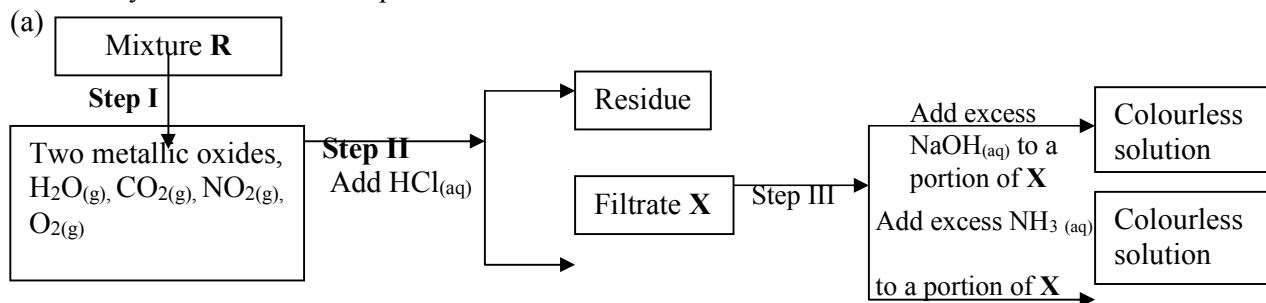 (a)
Mixture R
Step I
Two metallic oxides,
H₂O(g), CO₂(g), NO₂(g),
O₂(g)
Step II
Add HCl(aq)
Residue
Filtrate X
Step III
Add excess
NaOH(aq) to a
portion of X
Colourless
solution
Add excess NH₃ (aq)
to a portion of X
Colourless
solution